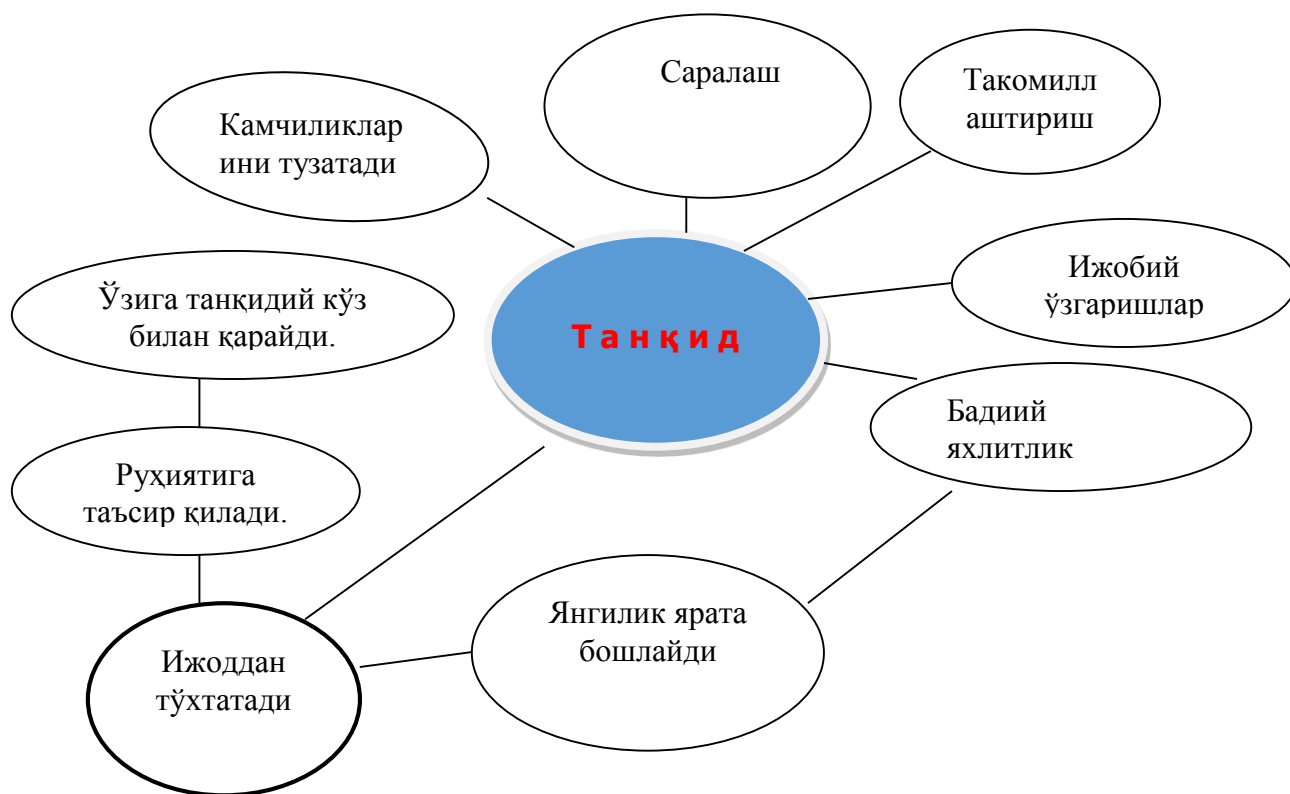 Саралаш
Такомилл
аштириш
Камчиликлар
ини тузатади
Ижобий
ўзгаришлар
Ўзига танқидий кўз
билан қарайди.
Т а н қ и д
Бадиий
яхлитлик
Руҳиятига
таъсир қилади.
Янгилик ярата
бошлайди
Ижоддан
тўхтатади